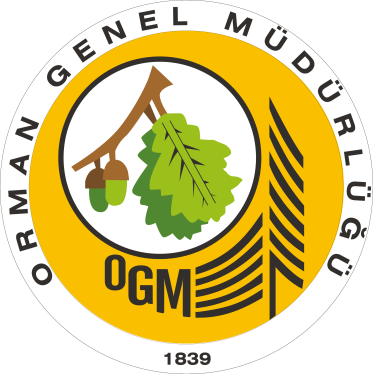 ORMAN GENEL MÜDÜRLÜĞÜ
OGM
1839